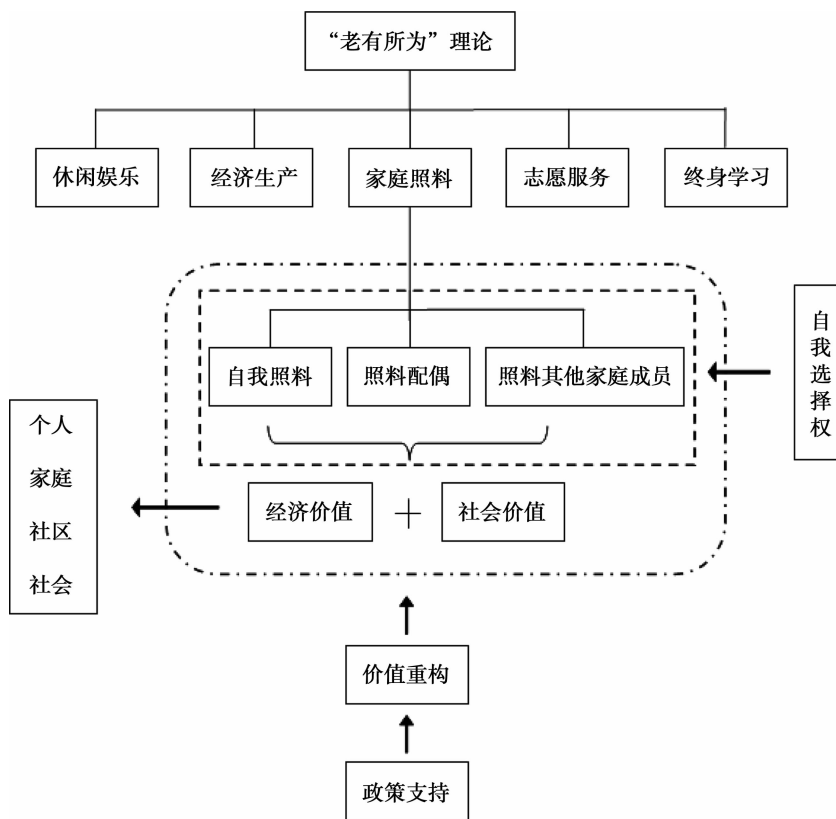 “老有所为”理论
休闲娱乐
经济生产
家庭照料
志愿服务
终身学习
自我照料
照料配偶
照料其他家庭成员
自我选择权
个人
家庭
社区
社会
经济价值
+
社会价值
价值重构
政策支持